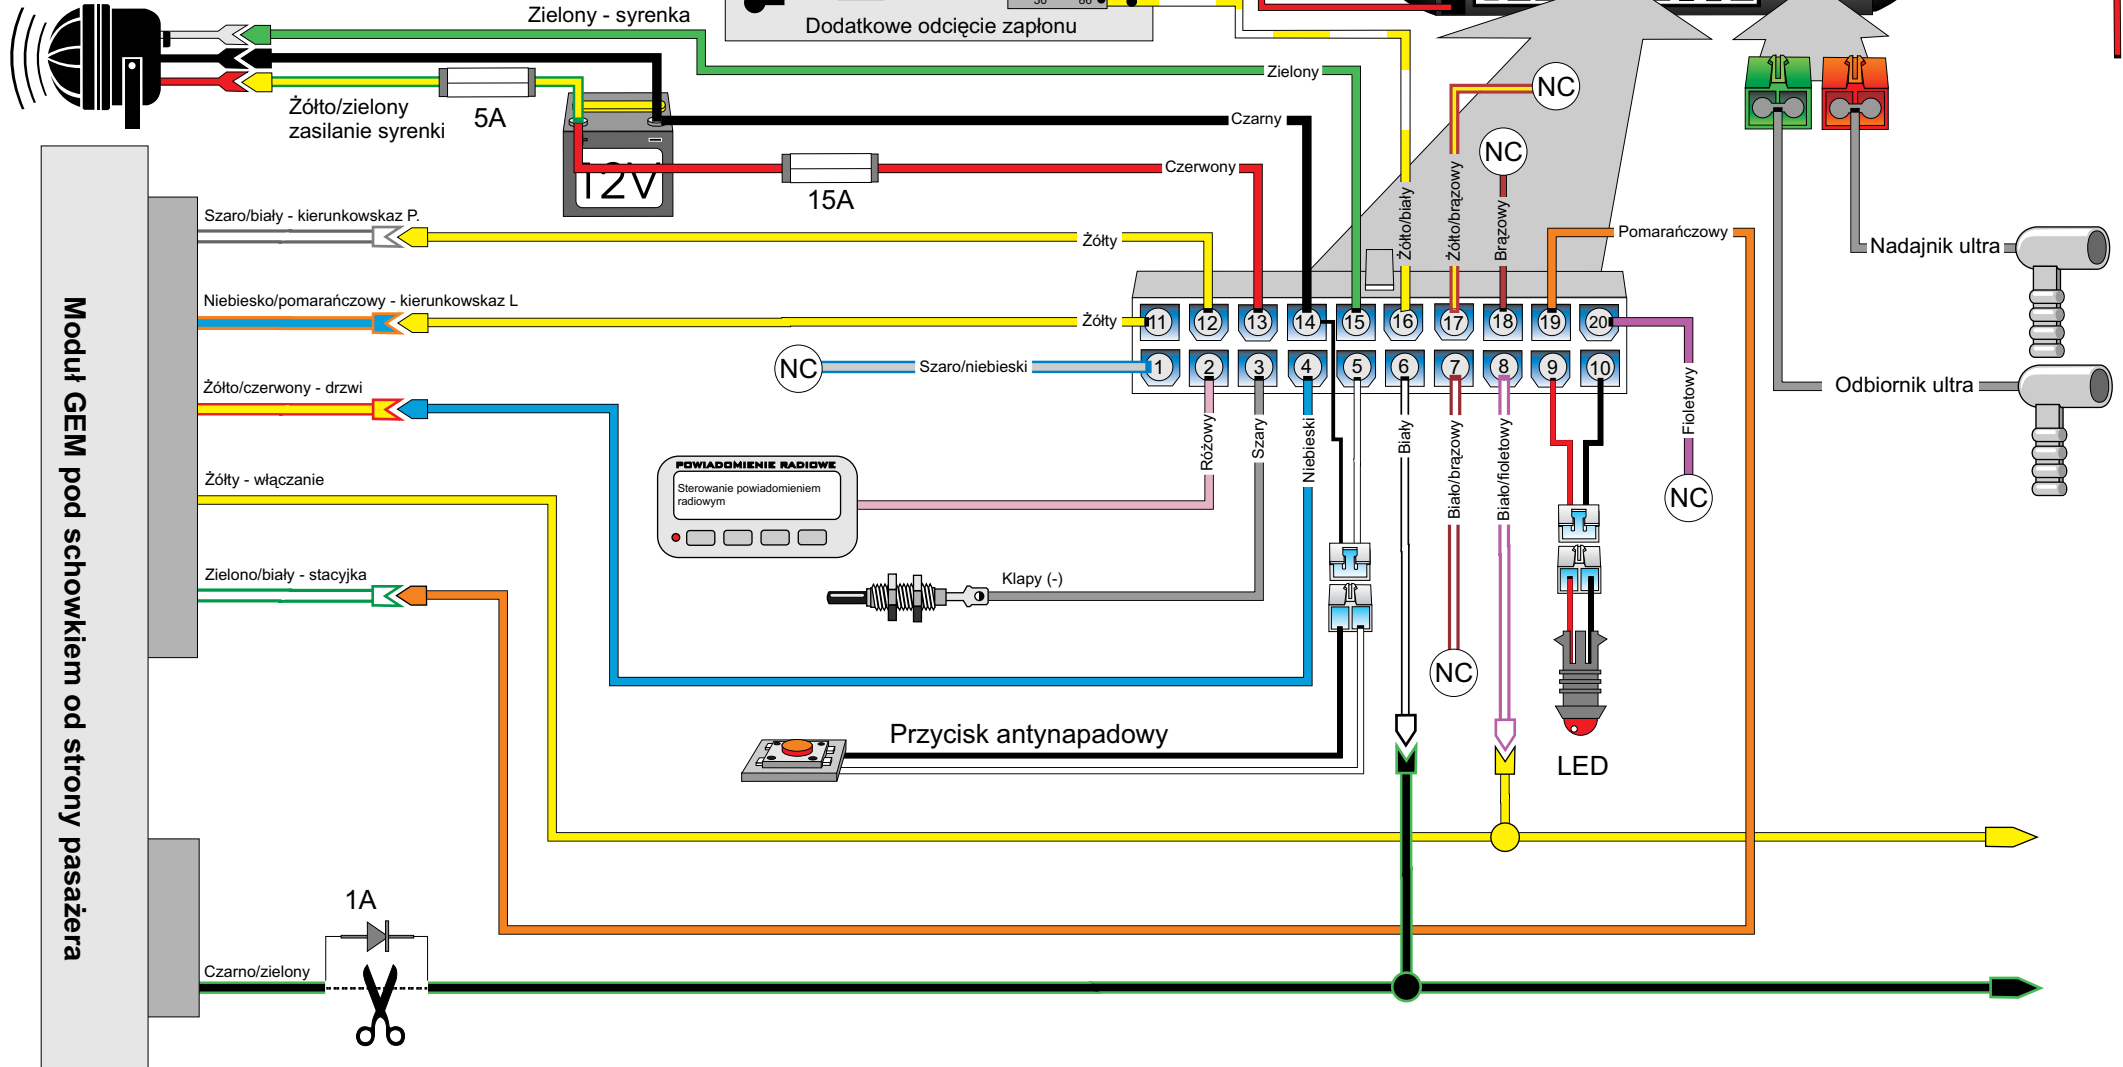 Zielony - syrenka
30
86
Dodatkowe odcięcie zapłonu
Zielony
NC
Żółto/zielony
zasilanie syrenki
5A
Czarny
NC
12V
15A
Czerwony
Żółto/biały
Żółto/brązowy
Brązowy
Pomarańczowy
Szaro/biały - kierunkowskaz P.
Żółty
Nadajnik ultra
Niebiesko/pomarańczowy - kierunkowskaz L
Żółty
11 12 13 14 15 16 17 18 19 20
NC
Szaro/niebieski
1 2 3 4 5 6 7 8 9 10
Odbiornik ultra
Żółto/czerwony - drzwi
Różowy
Szary
Niebieski
Biały
Biało/brązowy
Biało/fioletowy
Fioletowy
POWIADOMIENIE RADIOWE
Sterowanie powiadomieniem
radiowym
Żółty - włączanie
NC
Zielono/biały - stacyjka
Klapy (-)
NC
Przycisk antynapadowy
LED
Moduł GEM pod schowkiem od strony pasażera
1A
Czarno/zielony